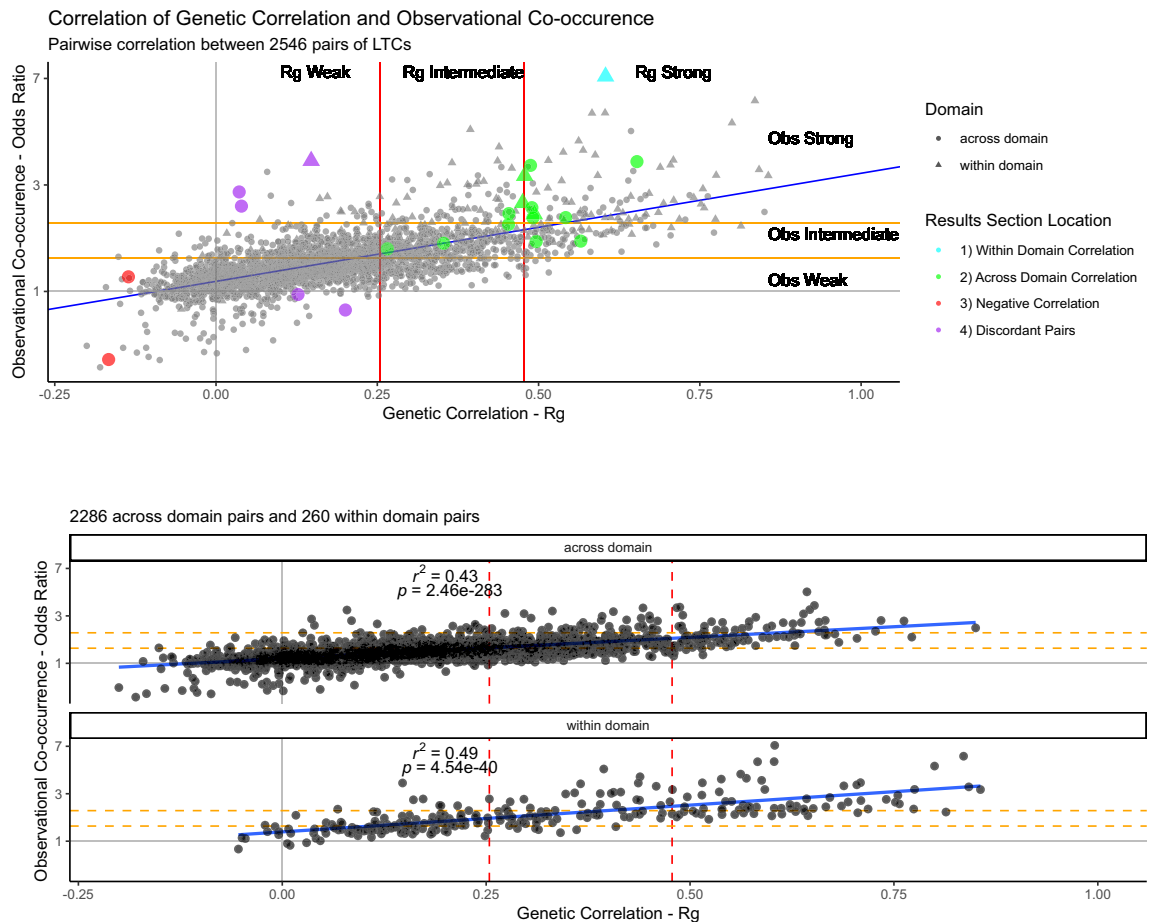 Correlation of Genetic Correlation and Observational Co-occurence
Pairwise correlation between 2546 pairs of LTCs
Observational Co-occurrence - Odds Ratio
7
3
1
Rg Weak
Rg Intermediate
Rg Strong
Obs Strong
Obs Intermediate
Obs Weak
-0.25
0.00
0.25
0.50
0.75
1.00
Genetic Correlation - Rg
Domain
across domain
within domain
Results Section Location
1) Within Domain Correlation
2) Across Domain Correlation
3) Negative Correlation
4) Discordant Pairs
2286 across domain pairs and 260 within domain pairs
Observational Co-occurrence - Odds Ratio
across domain
7
3
1
r² = 0.43
p = 2.46e-283
within domain
7
3
1
r² = 0.49
p = 4.54e-40
-0.25
0.00
0.25
0.50
0.75
1.00
Genetic Correlation - Rg